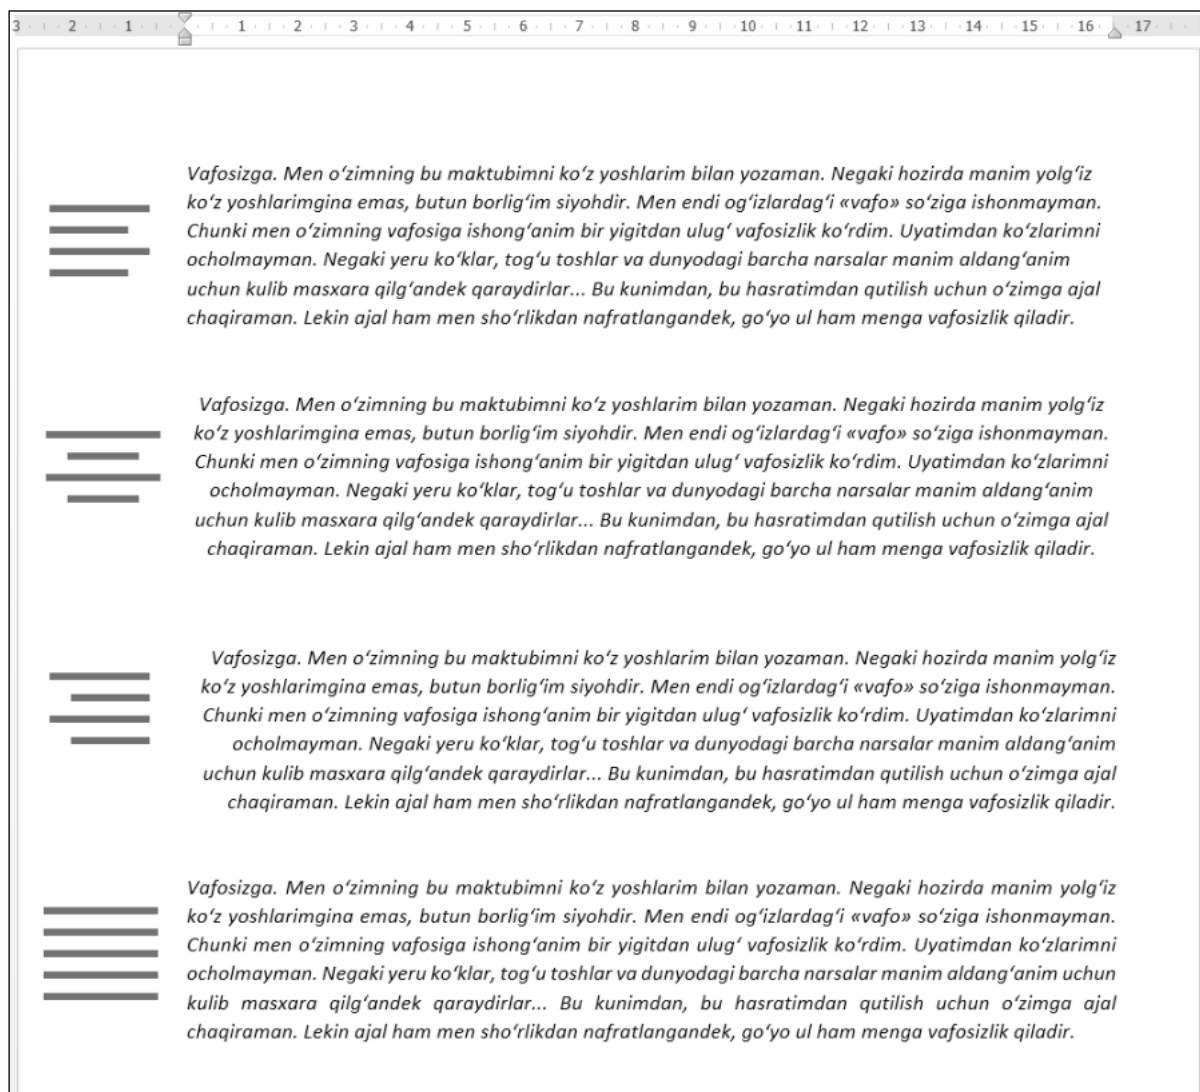 3 2 1 1 2 3 4 5 6 7 8 9 10 11 12 13 14 15 16 17
Vafosizga. Men o‘zimning bu maktubimni ko‘z yoshlarim bilan yozaman. Negaki hozirda manim yolg‘iz
ko‘z yoshlarimgina emas, butun borlig‘im siyohdir. Men endi og‘izlardag‘i «vafo» so‘ziga ishonmayman.
Chunki men o‘zimning vafosiga ishong‘anim bir yigitdan ulug‘ vafosizlik ko‘rdim. Uyatimdan ko‘zlarimni
ocholmayman. Negaki yeru ko‘klar, tog‘u toshlar va dunyodagi barcha narsalar manim aldang‘anim
uchun kulib masxara qilg‘andek qaraydirlar... Bu kunimdan, bu hasratimdan qutilish uchun o‘zimga ajal
chaqiraman. Lekin ajal ham men sho‘rlikdan nafratlangandek, go‘yo ul ham menga vafosizlik qiladir.
Vafosizga. Men o‘zimning bu maktubimni ko‘z yoshlarim bilan yozaman. Negaki hozirda manim yolg‘iz
ko‘z yoshlarimgina emas, butun borlig‘im siyohdir. Men endi og‘izlardag‘i «vafo» so‘ziga ishonmayman.
Chunki men o‘zimning vafosiga ishong‘anim bir yigitdan ulug‘ vafosizlik ko‘rdim. Uyatimdan ko‘zlarimni
ocholmayman. Negaki yeru ko‘klar, tog‘u toshlar va dunyodagi barcha narsalar manim aldang‘anim
uchun kulib masxara qilg‘andek qaraydirlar... Bu kunimdan, bu hasratimdan qutilish uchun o‘zimga ajal
chaqiraman. Lekin ajal ham men sho‘rlikdan nafratlangandek, go‘yo ul ham menga vafosizlik qiladir.
Vafosizga. Men o‘zimning bu maktubimni ko‘z yoshlarim bilan yozaman. Negaki hozirda manim yolg‘iz
ko‘z yoshlarimgina emas, butun borlig‘im siyohdir. Men endi og‘izlardag‘i «vafo» so‘ziga ishonmayman.
Chunki men o‘zimning vafosiga ishong‘anim bir yigitdan ulug‘ vafosizlik ko‘rdim. Uyatimdan ko‘zlarimni
ocholmayman. Negaki yeru ko‘klar, tog‘u toshlar va dunyodagi barcha narsalar manim aldang‘anim
uchun kulib masxara qilg‘andek qaraydirlar... Bu kunimdan, bu hasratimdan qutilish uchun o‘zimga ajal
chaqiraman. Lekin ajal ham men sho‘rlikdan nafratlangandek, go‘yo ul ham menga vafosizlik qiladir.
Vafosizga. Men o‘zimning bu maktubimni ko‘z yoshlarim bilan yozaman. Negaki hozirda manim yolg‘iz
ko‘z yoshlarimgina emas, butun borlig‘im siyohdir. Men endi og‘izlardag‘i «vafo» so‘ziga ishonmayman.
Chunki men o‘zimning vafosiga ishong‘anim bir yigitdan ulug‘ vafosizlik ko‘rdim. Uyatimdan ko‘zlarimni
ocholmayman. Negaki yeru ko‘klar, tog‘u toshlar va dunyodagi barcha narsalar manim aldang‘anim uchun
kulib masxara qilg‘andek qaraydirlar... Bu kunimdan, bu hasratimdan qutilish uchun o‘zimga ajal
chaqiraman. Lekin ajal ham men sho‘rlikdan nafratlangandek, go‘yo ul ham menga vafosizlik qiladir.